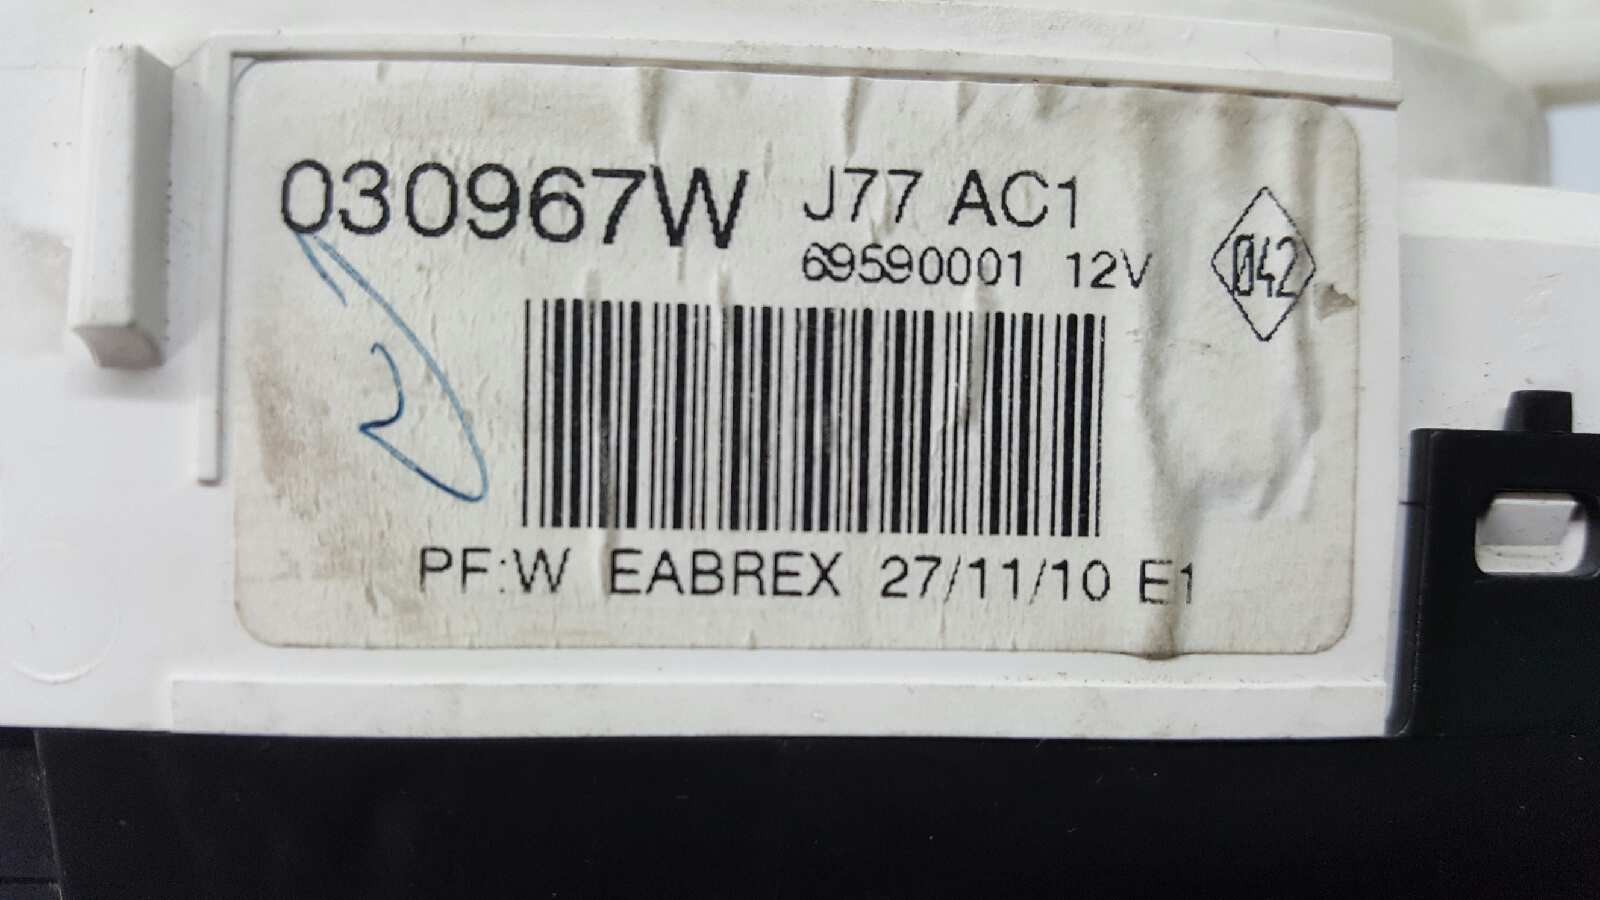 030967W J77 AC1
69590001 12V
042
PF:W EABREX 27/11/10 E1